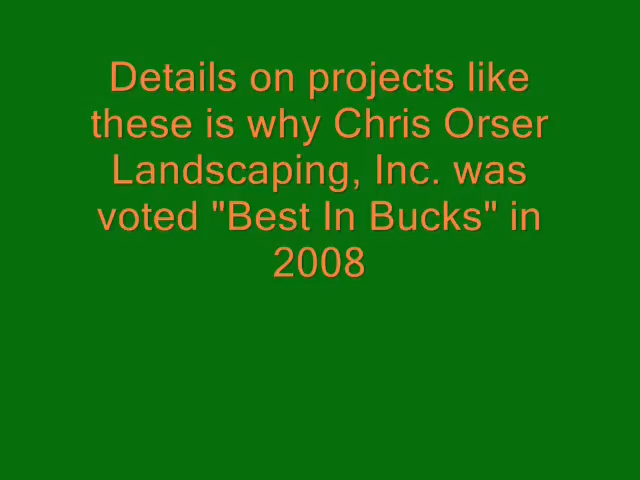 Details on projects like
these is why Chris Orser
Landscaping, Inc. was
voted "Best In Bucks" in
2008